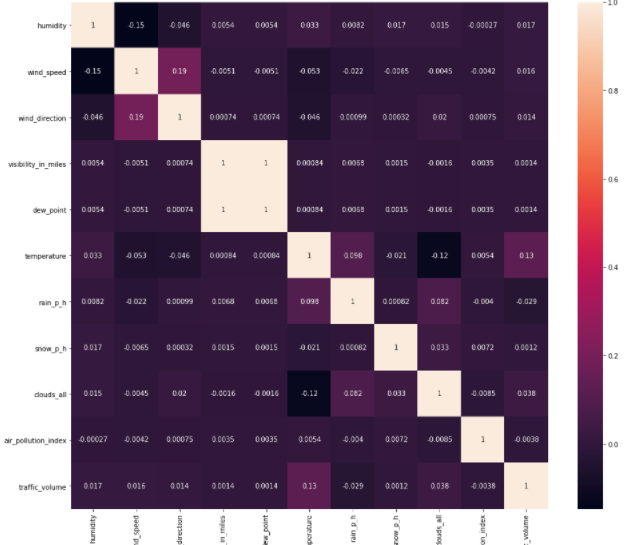 humidity 1 -0.15 -0.046 0.0054 0.0054 0.033 0.0082 0.017 0.015 -0.00027 0.017
wind_speed -0.15 1 0.19 -0.0051 -0.0051 -0.053 -0.022 -0.0065 -0.0045 -0.0042 0.016
wind_direction -0.046 0.19 1 0.00074 0.00074 -0.046 0.00099 0.00032 0.02 0.00075 0.014
visibility_in_miles 0.0054 -0.0051 0.00074 1 1 0.00084 0.0068 0.0015 -0.0016 0.0035 0.0014
dew_point 0.0054 -0.0051 0.00074 1 1 0.00084 0.0068 0.0015 -0.0016 0.0035 0.0014
temperature 0.033 -0.053 -0.046 0.00084 0.00084 1 0.098 -0.021 -0.12 0.0054 0.13
rain_p_h 0.0082 -0.022 0.00099 0.0068 0.0068 0.098 1 0.00082 0.082 -0.004 -0.029
snow_p_h 0.017 -0.0065 0.00032 0.0015 0.0015 -0.021 0.00082 1 0.033 0.0072 0.0012
clouds_all 0.015 -0.0045 0.02 -0.0016 -0.0016 -0.12 0.082 0.033 1 -0.0085 0.038
air_pollution_index -0.00027 -0.0042 0.00075 0.0035 0.0035 0.0054 -0.004 0.0072 -0.0085 1 -0.0038
traffic_volume 0.017 0.016 0.014 0.0014 0.0014 0.13 -0.029 0.0012 0.038 -0.0038 1
humidity
nd_speed
direction
_in_miles
ew_point
perature
rain_p_h
now_p_h
louds_all
on_index
_volume
1.0
0.8
0.6
0.4
0.2
0.0